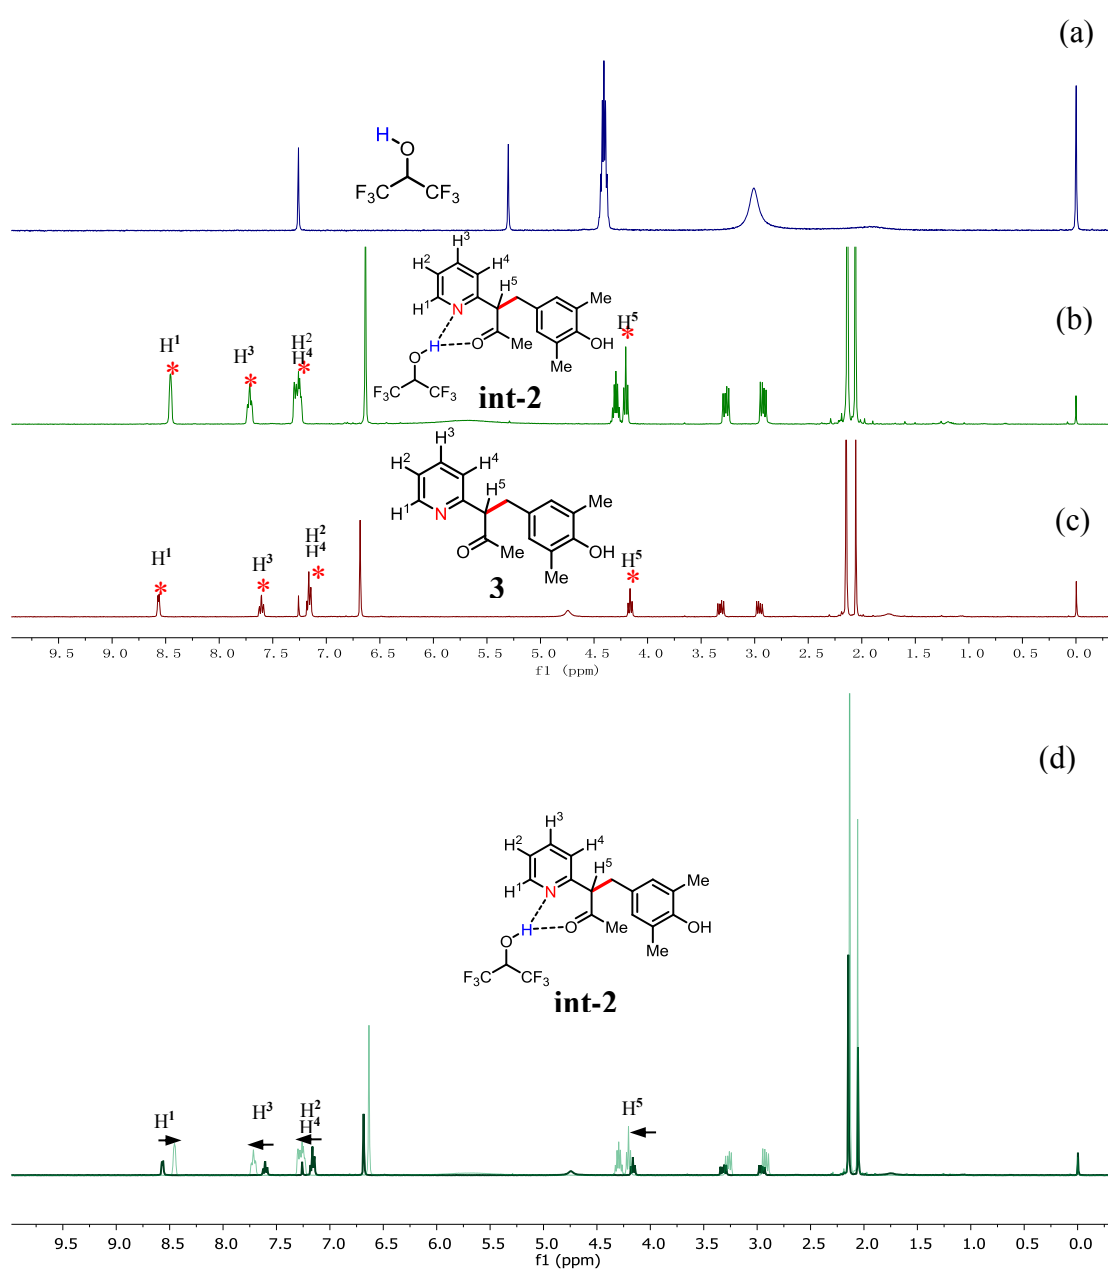 (a)
H
O
F₃C CF₃
(b)
H³
H² H⁴
H⁵
H¹ N
Me
O Me OH
O H
Me
F₃C CF₃
int-2
H¹
H³
H²
H⁴
H⁵
* * * *
(c)
H³
H² H⁴
H⁵
H¹ N
Me
O Me OH
Me
3
H¹
H³
H²
H⁴
H⁵
* * * *
9.5 9.0 8.5 8.0 7.5 7.0 6.5 6.0 5.5 5.0 4.5 4.0 3.5 3.0 2.5 2.0 1.5 1.0 0.5 0.0
f1 (ppm)
(d)
H³
H² H⁴
H⁵
H¹ N
Me
O Me OH
O H
Me
F₃C CF₃
int-2
H¹
H³
H²
H⁴
H⁵
9.5 9.0 8.5 8.0 7.5 7.0 6.5 6.0 5.5 5.0 4.5 4.0 3.5 3.0 2.5 2.0 1.5 1.0 0.5 0.0
f1 (ppm)